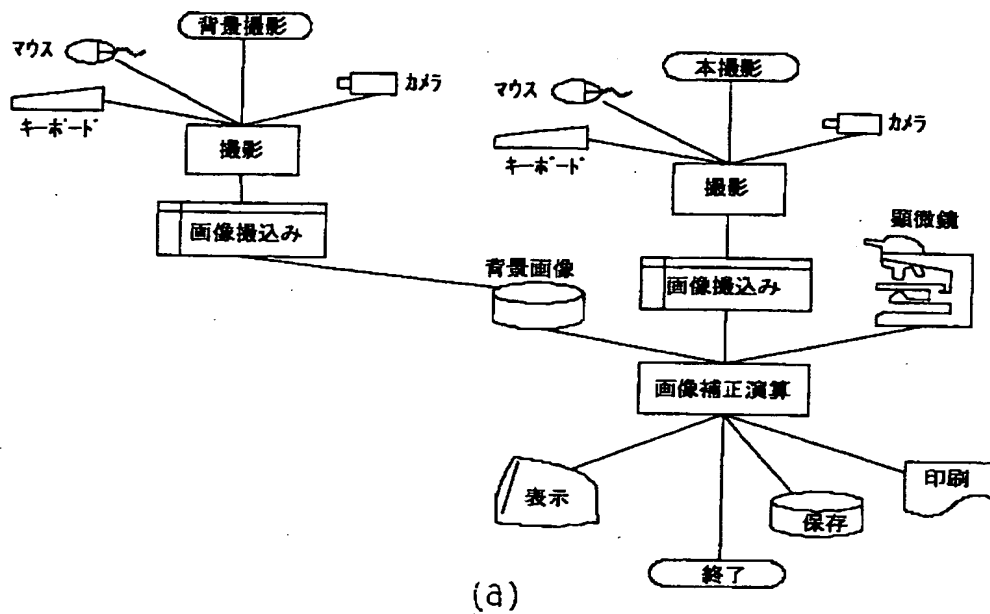 背景撮影
マウス
カメラ
キーボード
撮影
画像撮込み
背景画像
本撮影
マウス
カメラ
キーボード
撮影
顕微鏡
画像撮込み
画像補正演算
表示
保存
印刷
終了
(a)